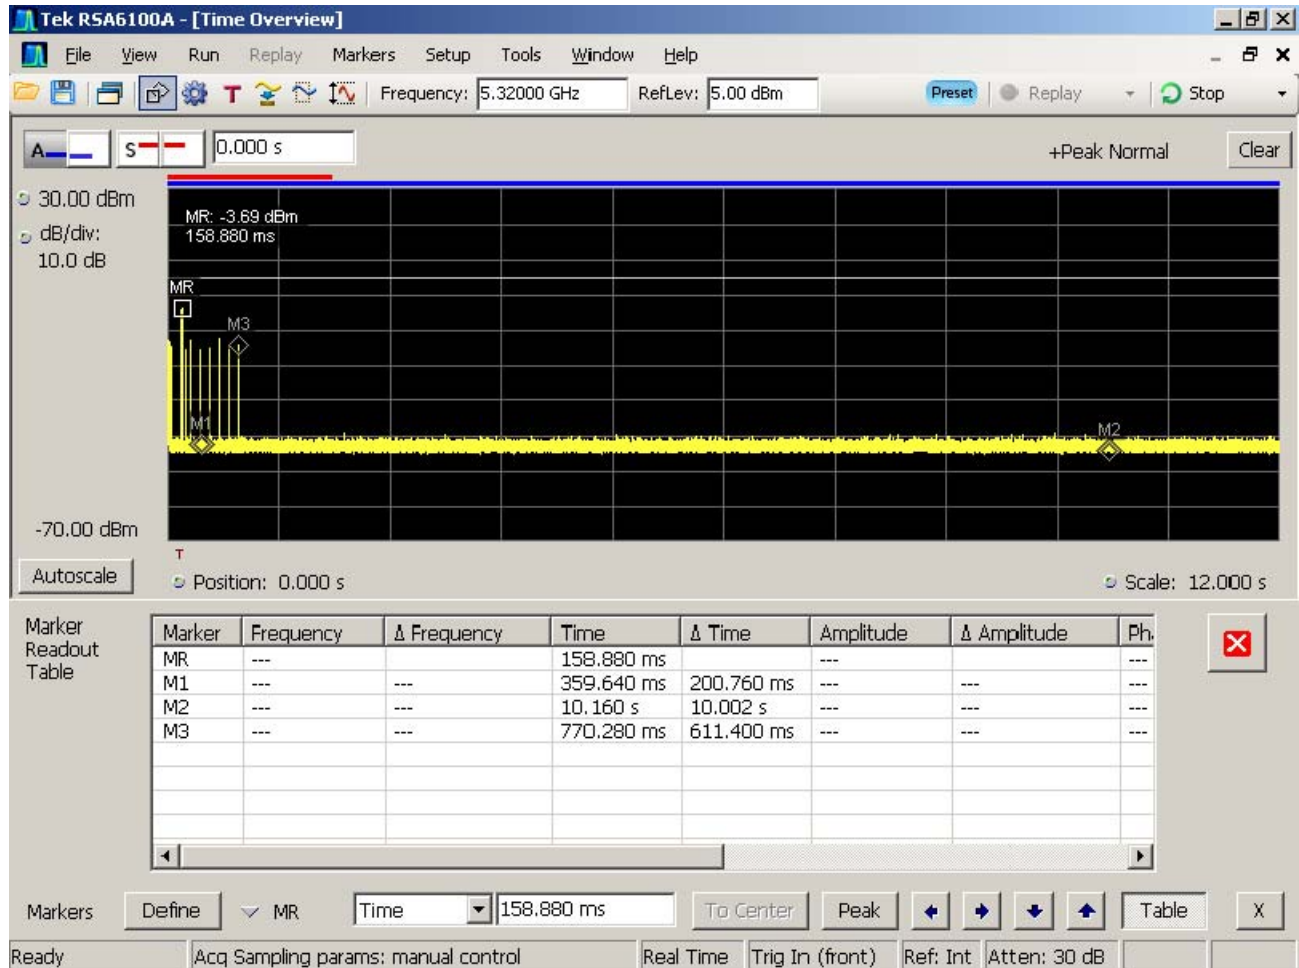 Tek RSA6100A - [Time Overview]
File View Run Replay Markers Setup Tools Window Help
T Frequency: 5.32000 GHz RefLev: 5.00 dBm Preset Replay Stop
A S 0.000 s +Peak Normal Clear
30.00 dBm
dB/div:
10.0 dB
MR: -3.69 dBm
158.880 ms
MR
M3
M1
M2
-70.00 dBm
T
Autoscale Position: 0.000 s Scale: 12.000 s
Marker
Readout
Table
Marker Frequency Δ Frequency Time Δ Time Amplitude Δ Amplitude Ph
MR --- 158.880 ms --- ---
M1 --- --- 359.640 ms 200.760 ms --- --- ---
M2 --- --- 10.160 s 10.002 s --- --- ---
M3 --- --- 770.280 ms 611.400 ms --- --- ---
Markers Define MR Time 158.880 ms To Center Peak Table X
Ready Acq Sampling params: manual control Real Time Trig In (front) Ref: Int Atten: 30 dB